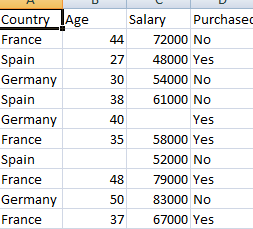 A B C D
Country Age Salary Purchased
France 44 72000 No
Spain 27 48000 Yes
Germany 30 54000 No
Spain 38 61000 No
Germany 40 Yes
France 35 58000 Yes
Spain 52000 No
France 48 79000 Yes
Germany 50 83000 No
France 37 67000 Yes